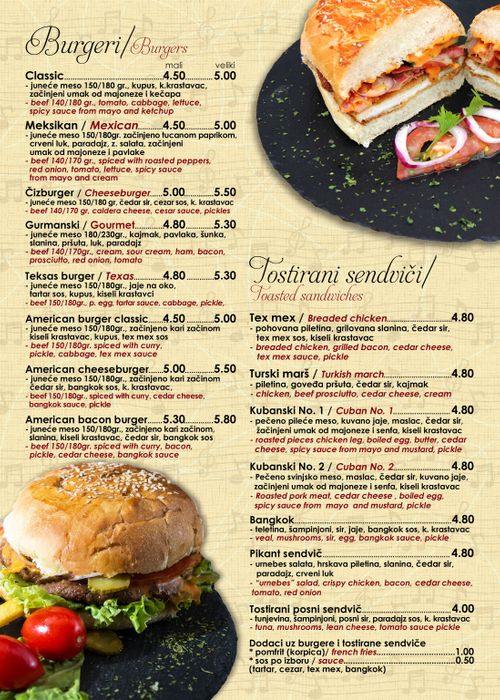 Burgeri/Burgers
mali veliki
Classic.......................4.50...........5.00
- juneće meso 150/180 gr., kupus, k.krastavac,
začinjeni umak od majoneze i kečapa
- beef 140/180 gr., tomato, cabbage, lettuce,
spicy sauce from mayo and ketchup
Meksikan / Mexican.......4.50...........5.00
- juneće meso 150/180gr. začinjeno tucanom paprikom,
crveni luk, paradajz, z. salata, začinjeni
umak od majoneze i pavlake
- beef 140/170 gr., spiced with roasted peppers,
red onion, tomato, lettuce, spicy sauce
from mayo and cream
Čizburger / Cheeseburger.....5.00............5.50
- juneće meso 150/180 gr. čedar sir, cezar sos, k. krastavac
- beef 140/170 gr. caldera cheese, cesar sauce, pickles
Gurmanski / Gourmet........4.80............5.30
- juneće meso 180/230gr., kajmak, pavlaka, šunka,
slanina, pršuta, luk, paradajz
- beef 140/170gr., cream, sour cream, ham, bacon,
prosciutto, red onion, tomato
Teksas burger / Texas.......4.80............5.30
- juneće meso 150/180gr., jaje na oko,
tartar sos, kupus, kiseli krastavci
- beef 150/180gr., p. egg, tartar sauce, cabbage, pickle,
American burger classic....4.50............5.00
- juneće meso 150/180gr., začinjeno kari začinom
kiseli krastavac, kupus, tex mex sos
- beef 150/180gr. spiced with curry,
pickle, cabbage, tex mex sauce
American cheeseburger.....5.00...........5.50
- juneće meso 150/180gr., začinjeno kari začinom
čedar sir, bangkok sos, k. krastavac,
- beef 150/180gr., spiced with curry, cedar cheese,
bangkok sauce, pickle
American bacon burger.....5.30............5.80
- juneće meso 150/180gr., začinjeno kari začinom,
slanina, kiseli krastavac, čedar sir, bangkok sos
- beef 150/180gr. spiced with curry, bacon,
pickle, cedar cheese, bangkok sauce
Tostirani sendviči/
Toasted sandwiches
Tex mex / Breaded chicken.......................4.80
- pohovana piletina, grilovana slanina, čedar sir,
tex mex sos, kiseli krastavac
- breaded chicken, grilled bacon, cedar cheese,
tex mex sauce, pickle
Turski marš / Turkish march.......................4.80
- piletina, goveđa pršuta, čedar sir, kajmak
- chicken, beef prosciutto, cedar cheese, cream
Kubanski No. 1 / Cuban No. 1..................4.80
- pečeno pileće meso, kuvano jaje, maslac, čedar sir,
začinjeni umak od majoneze i senfa, kiseli krastavac
- roasted pieces chicken leg, boiled egg, butter, cedar
cheese, spicy sauce from mayo and mustard, pickle
Kubanski No. 2 / Cuban No. 2..................4.80
- Pečeno svinjsko meso, maslac, čedar sir, kuvano jaje,
začinjeni umak od majoneze i senfa, kiseli krastavac
- Roasted pork meat, cedar cheese , boiled egg,
spicy sauce from mayo and mustard, pickle
Bangkok.......................................................4.80
- teletina, šampinjoni, sir, jaje, bangkok sos, k. krastavac
- veal, mushrooms, sir, egg, bangkok sos, pickle
Pikant sendvič..............................................4.80
- urnebes salata, hrskava piletina, slanina, čedar sir,
paradajz, crveni luk
- "urnebes" salad, crispy chicken, bacon, cedar cheese,
tomato, red onion
Tostirani posni sendvič................................4.00
- tunjevina, šampinjoni, posni sir, paradajz sos, k. krastavac
- tuna, mushrooms, lean cheese, tomato sauce pickle
Dodaci uz burgere i tostirane sendviče
* pomfrit (korpica)/ french fries......................1.00
* sos po izboru / sauce................................0.50
(tartar, cezar, tex mex, bangkok)